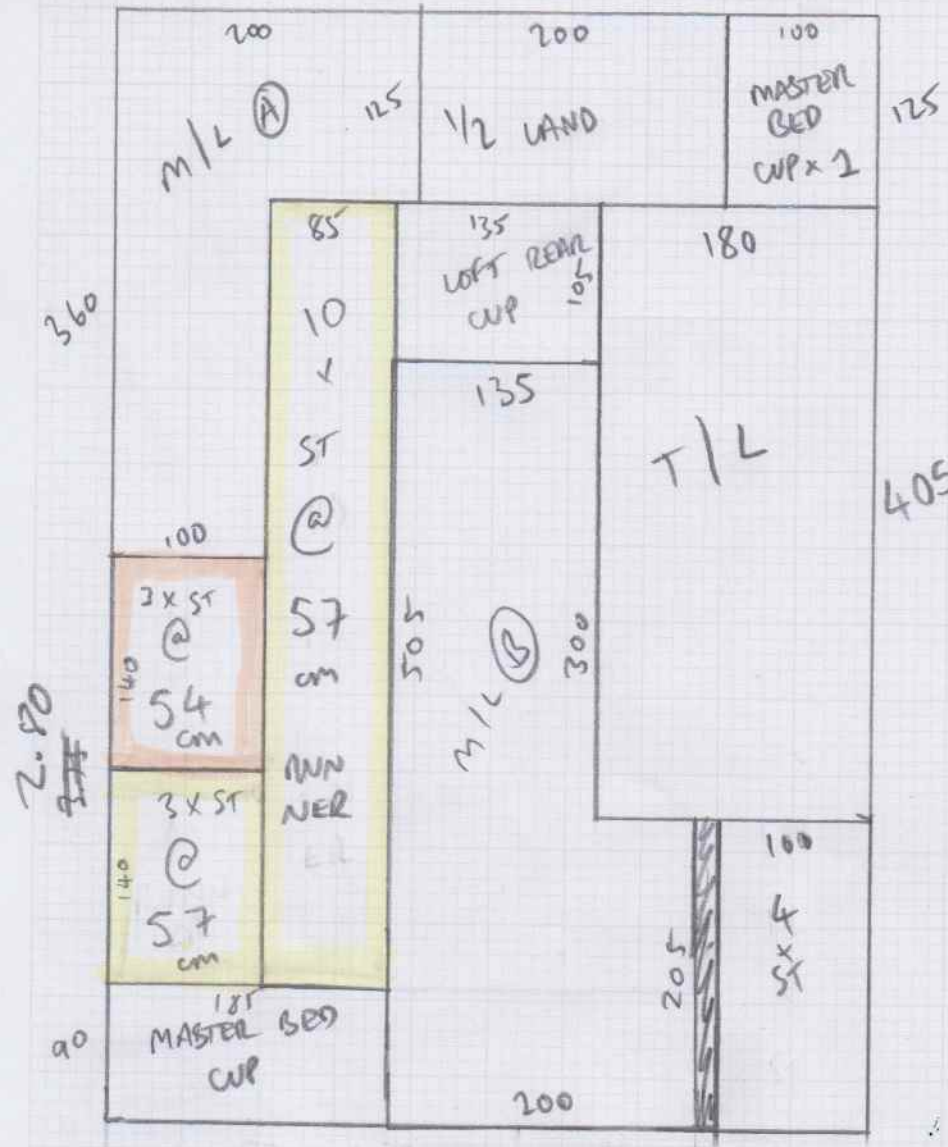 200
M/L A
125
200
1/2 LAND
100
MASTER
BED
CUP x 1
125
360
85
10
x
ST
@
57
cm
RUN
NER
135
LOFT REAR
CUP
105
135
505
M/L B
300
180
T/L
405
100
3 x ST
@
140
54
cm
2.80
3 x ST
@
140
57
cm
185
MASTER BED
CUP
90
200
205
100
4
x
ST